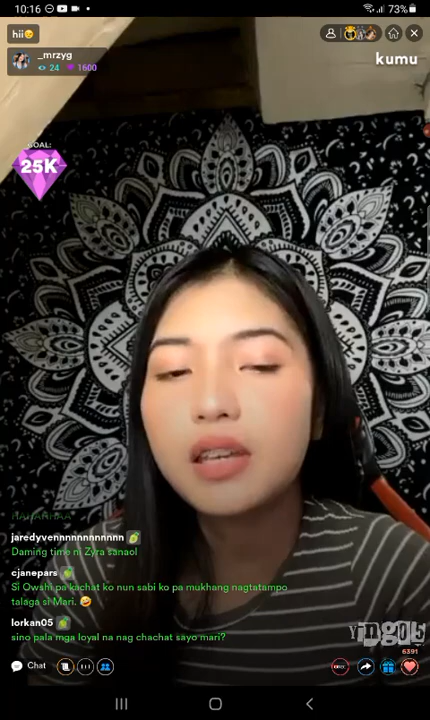 10:16
73%
hii😔
_mrzyg
24 1600
kumu
GOAL:
25K
jaredyvennnnnnnnnnnn
Daming time ni Zyra sanaol
cjanepars
Si Owshi pa kachat ko nun sabi ko pa mukhang nagtatampo
talaga si Mari. 🤣
lorkan05
sino pala mga loyal na nag chachat sayo mari?
6391
Chat